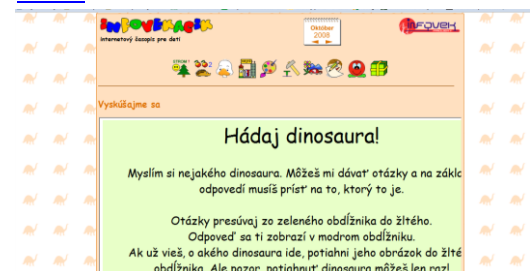 internetový časopis pre deti
Október
2008
INFOVEK
Vyskúšajme sa
Hádaj dinosaura!
Myslím si nejakého dinosaura. Môžeš mi dávať otázky a na zákla
odpovedí musíš prísť na to, ktorý to je.
Otázky presúvaj zo zeleného obdĺžnika do žltého.
Odpoveď sa ti zobrazí v modrom obdĺžniku.
Ak už vieš, o akého dinosaura ide, potiahni jeho obrázok do žlté
obdĺžnika. Ale pozor, potiahnuť dinosaura môžeš len raz!